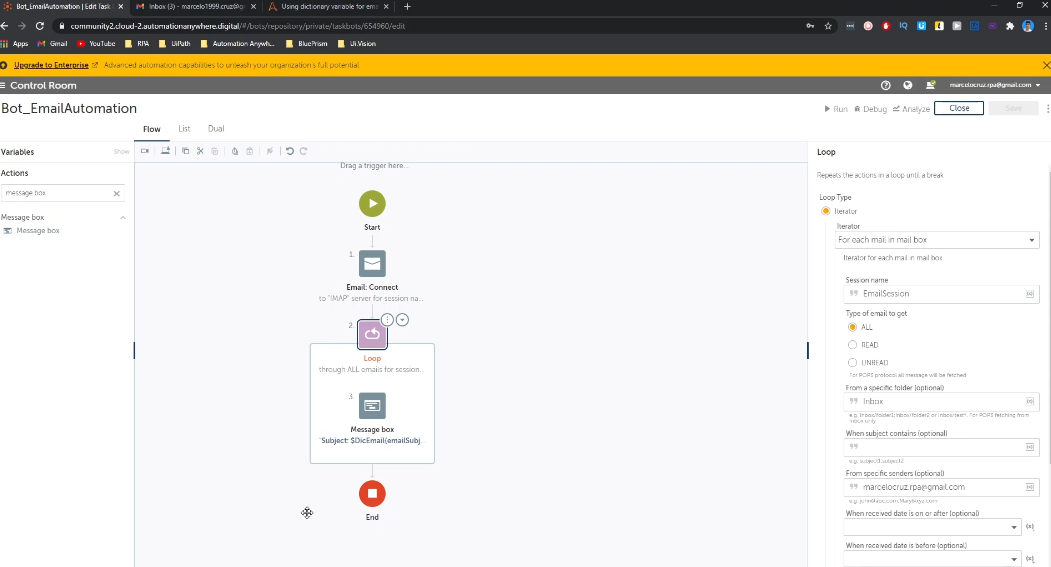 Bot_EmailAutomation | Edit Task
Inbox (3) - marcelo1999.cruz@gm
Using dictionary variable for ema
community2.cloud-2.automationanywhere.digital/#/bots/repository/private/taskbots/654960/edit
Apps
Gmail
YouTube
RPA
UiPath
Automation Anywh...
BluePrism
Ui.Vision
Upgrade to Enterprise
Advanced automation capabilities to unleash your organization's full potential.
Control Room
marcelocruz.rpa@gmail.com
Bot_EmailAutomation
Run
Debug
Analyze
Close
Save
Flow
List
Dual
Variables
Show
Actions
message box
Message box
Message box
Drag a trigger here...
Start
1.
Email: Connect
to "IMAP" server for session na...
2.
Loop
through ALL emails for session...
3.
Message box
"Subject: $DicEmail{emailSubj...
End
Loop
Repeats the actions in a loop until a break
Loop Type
Iterator
Iterator
For each mail in mail box
Iterator for each mail in mail box
Session name
EmailSession
Type of email to get
ALL
READ
UNREAD
For POP3 protocol all message will be fetched
From a specific folder (optional)
Inbox
e.g. Inbox/folder1;Inbox/folder2 or Inbox/test*. For POP3 fetching from
Inbox only
When subject contains (optional)
e.g. subject1;subject2
From specific senders (optional)
marcelocruz.rpa@gmail.com
e.g. john@abc.com;Mary@xyz.com
When received date is on or after (optional)
(x)
When received date is before (optional)
(x)